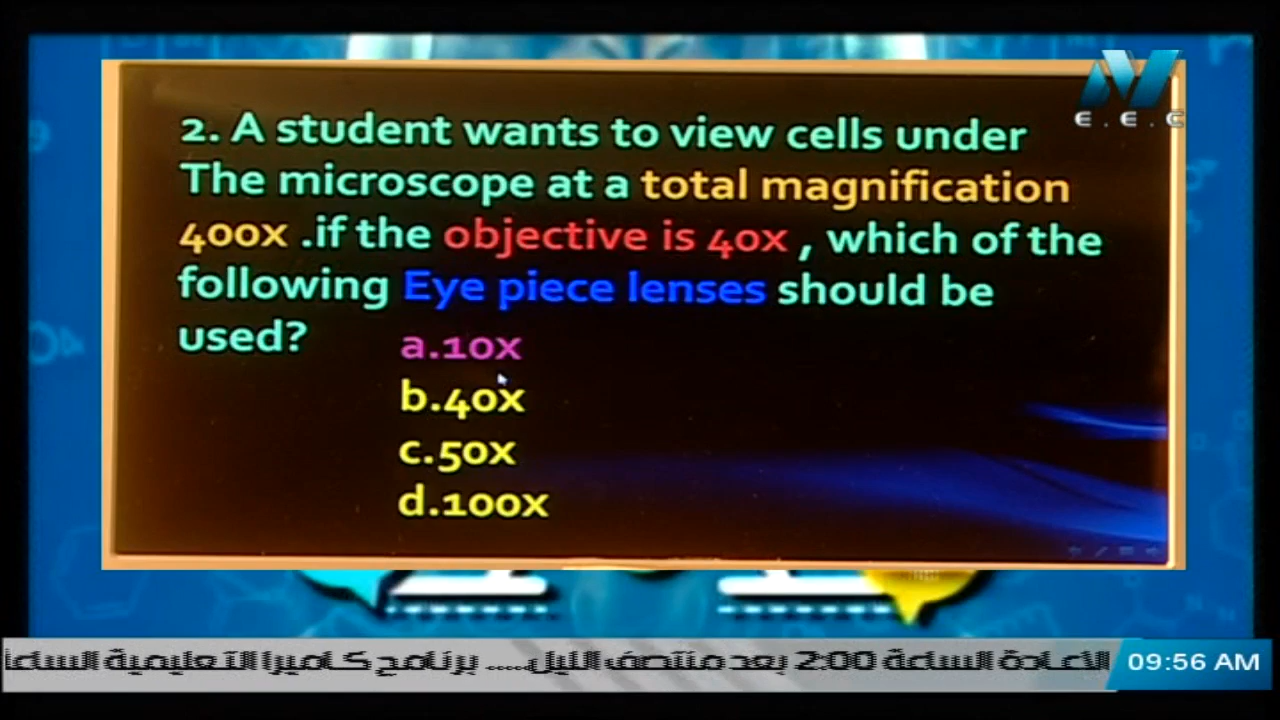 E.E.C
2. A student wants to view cells under
The microscope at a total magnification
400x .if the objective is 40x , which of the
following Eye piece lenses should be
used?
a.10x
b.40x
c.50x
d.100x
الاعادة الساعة 2:00 بعد منتصف الليل..... برنامج كاميرا التعليمية الساعا
09:56 AM